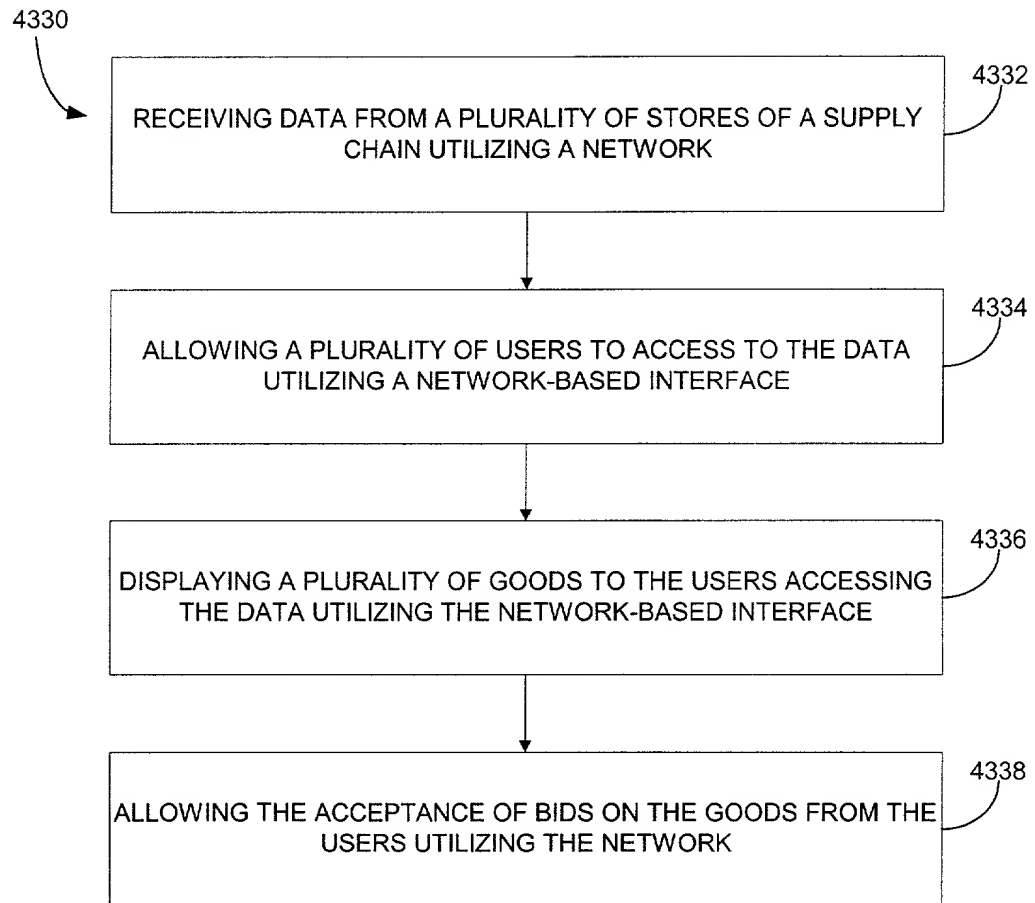 4330
RECEIVING DATA FROM A PLURALITY OF STORES OF A SUPPLY
CHAIN UTILIZING A NETWORK
4332
ALLOWING A PLURALITY OF USERS TO ACCESS TO THE DATA
UTILIZING A NETWORK-BASED INTERFACE
4334
DISPLAYING A PLURALITY OF GOODS TO THE USERS ACCESSING
THE DATA UTILIZING THE NETWORK-BASED INTERFACE
4336
ALLOWING THE ACCEPTANCE OF BIDS ON THE GOODS FROM THE
USERS UTILIZING THE NETWORK
4338